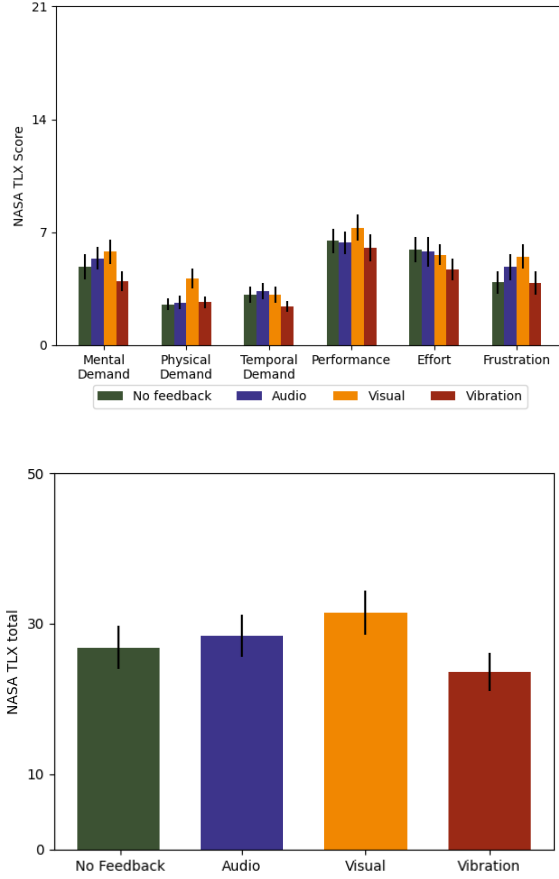 21
14
7
0
NASA TLX Score
Mental Demand
Physical Demand
Temporal Demand
Performance
Effort
Frustration
No feedback
Audio
Visual
Vibration
50
30
10
0
NASA TLX total
No Feedback
Audio
Visual
Vibration